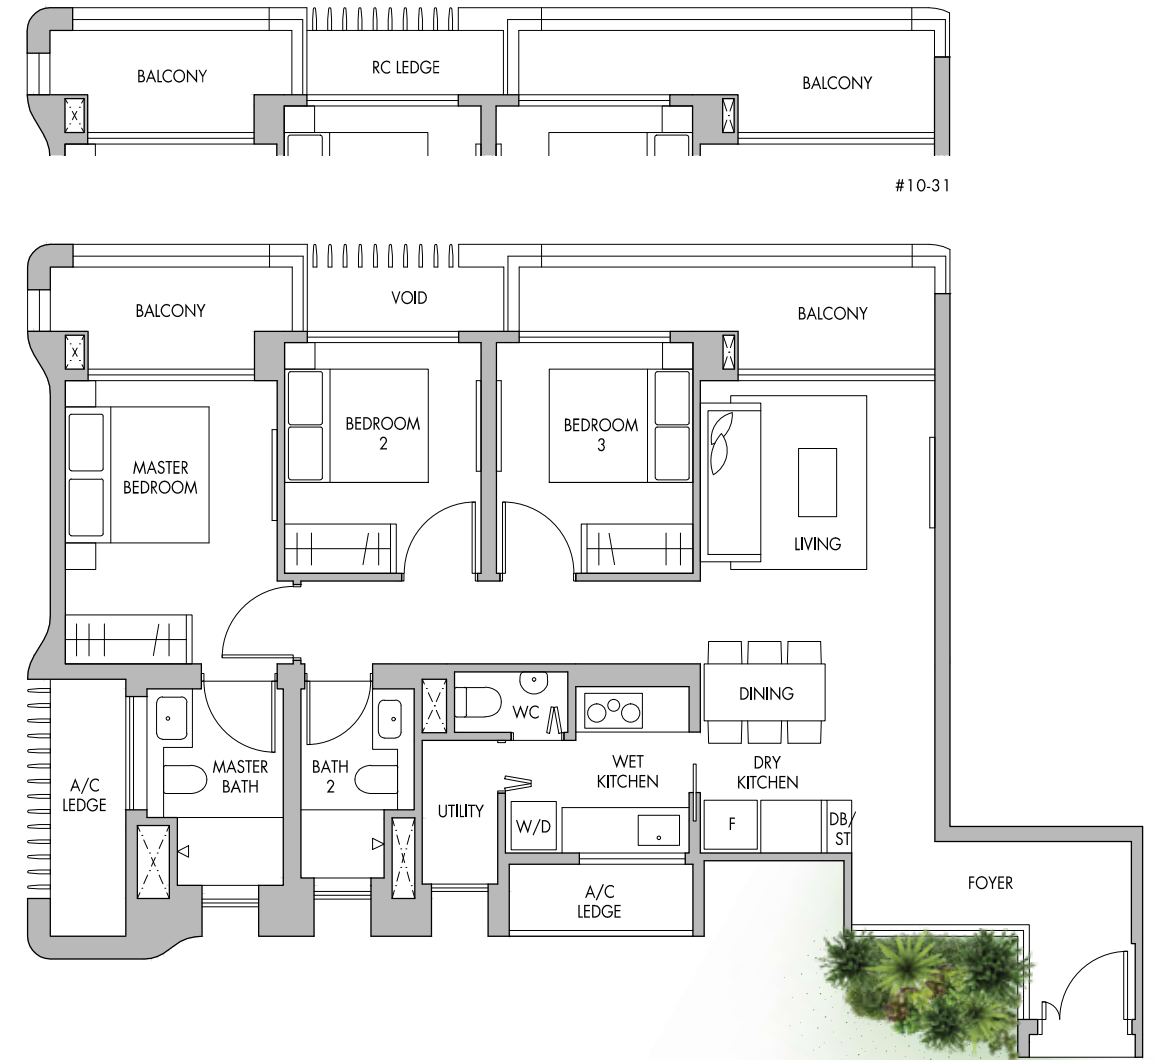 BALCONY
RC LEDGE
BALCONY
#10-31
BALCONY
VOID
BALCONY
BEDROOM
2
BEDROOM
3
MASTER
BEDROOM
LIVING
DINING
WC
A/C
LEDGE
MASTER
BATH
BATH
2
UTILITY
WET
KITCHEN
DRY
KITCHEN
W/D
F
DB/
ST
A/C
LEDGE
FOYER